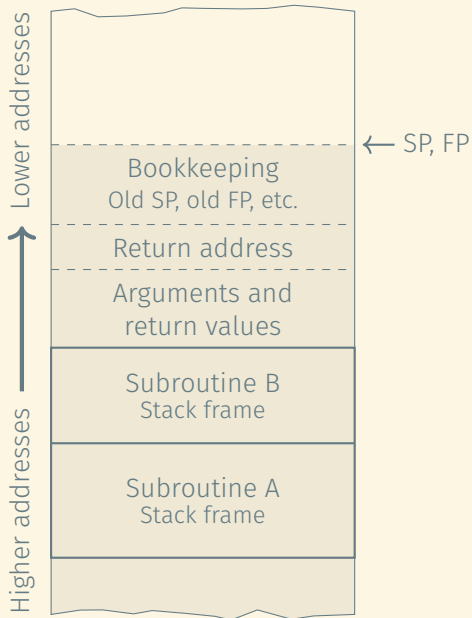 Lower addresses
SP, FP
Bookkeeping
Old SP, old FP, etc.
Return address
Arguments and
return values
Subroutine B
Stack frame
Subroutine A
Stack frame
Higher addresses